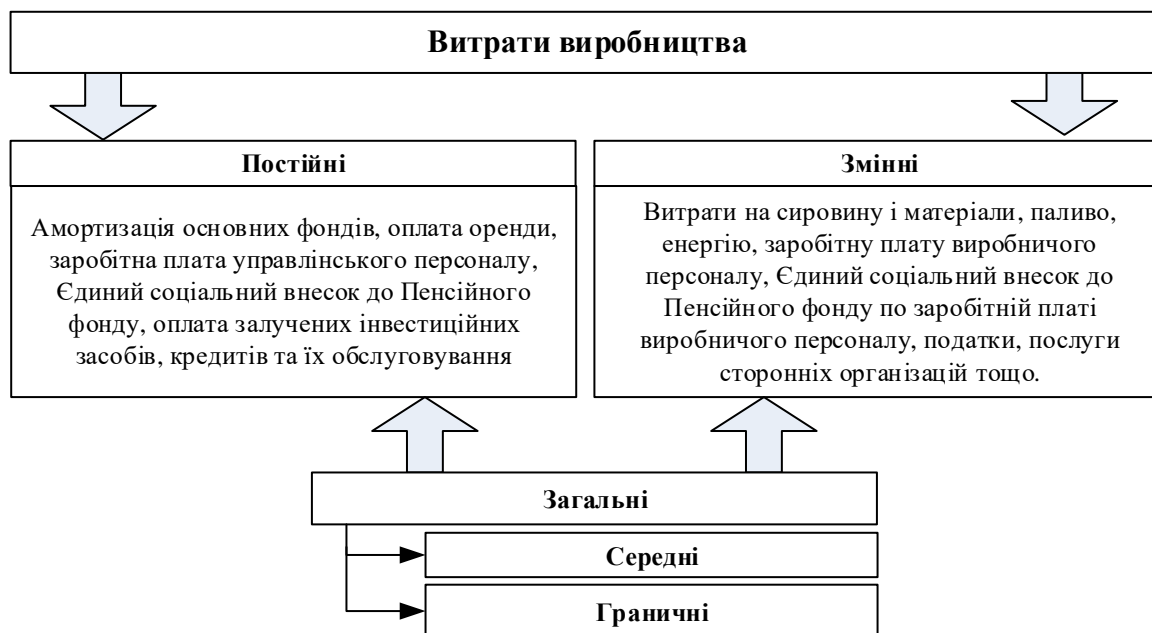 Витрати виробництва
Постійні
Амортизація основних фондів, оплата оренди,
заробітна плата управлінського персоналу,
Єдиний соціальний внесок до Пенсійного
фонду, оплата залучених інвестиційних
засобів, кредитів та їх обслуговування
Змінні
Витрати на сировину і матеріали, паливо,
енергію, заробітну плату виробничого
персоналу, Єдиний соціальний внесок до
Пенсійного фонду по заробітній платі
виробничого персоналу, податки, послуги
сторонніх організацій тощо.
Загальні
Середні
Граничні